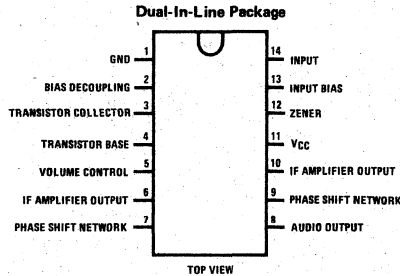 Dual-In-Line Package
GND 1
BIAS DECOUPLING 2
TRANSISTOR COLLECTOR 3
TRANSISTOR BASE 4
VOLUME CONTROL 5
IF AMPLIFIER OUTPUT 6
PHASE SHIFT NETWORK 7
14 INPUT
13 INPUT BIAS
12 ZENER
11 VCC
10 IF AMPLIFIER OUTPUT
9 PHASE SHIFT NETWORK
8 AUDIO OUTPUT
TOP VIEW